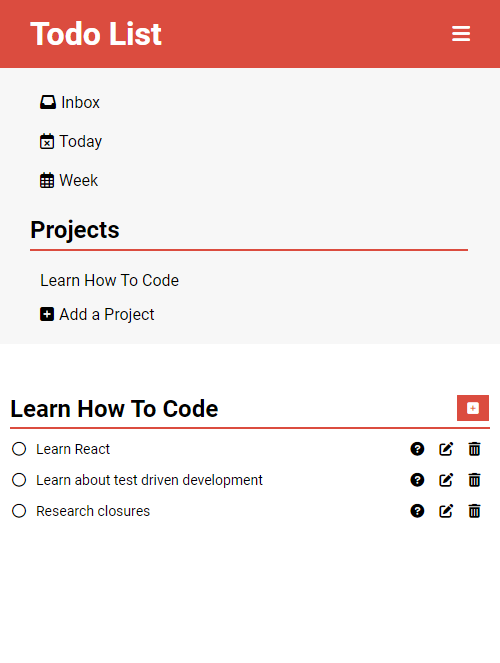 Todo List
Inbox
Today
Week
Projects
Learn How To Code
Add a Project
Learn How To Code
Learn React
Learn about test driven development
Research closures